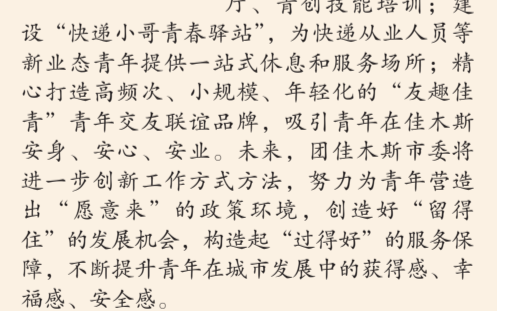 厅、青创技能培训；建
设“快递小哥青春驿站”，为快递从业人员等
新业态青年提供一站式休息和服务场所；精
心打造高频次、小规模、年轻化的“友趣佳
青”青年交友联谊品牌，吸引青年在佳木斯
安身、安心、安业。未来，团佳木斯市委将
进一步创新工作方式方法，努力为青年营造
出“愿意来”的政策环境，创造好“留得
住”的发展机会，构造起“过得好”的服务保
障，不断提升青年在城市发展中的获得感、幸
福感、安全感。